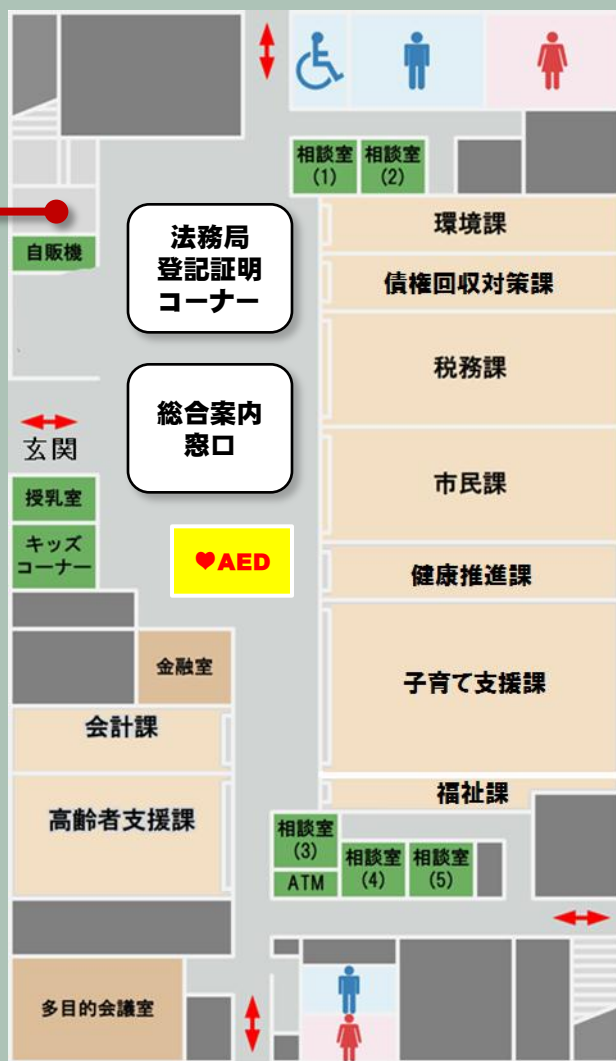 相談室
(1)
相談室
(2)
環境課
法務局
登記証明
コーナー
自販機
債権回収対策課
税務課
総合案内
窓口
玄関
市民課
授乳室
キッズ
コーナー
♥AED
健康推進課
金融室
子育て支援課
会計課
福祉課
高齢者支援課
相談室
(3)
相談室
(4)
相談室
(5)
ATM
多目的会議室